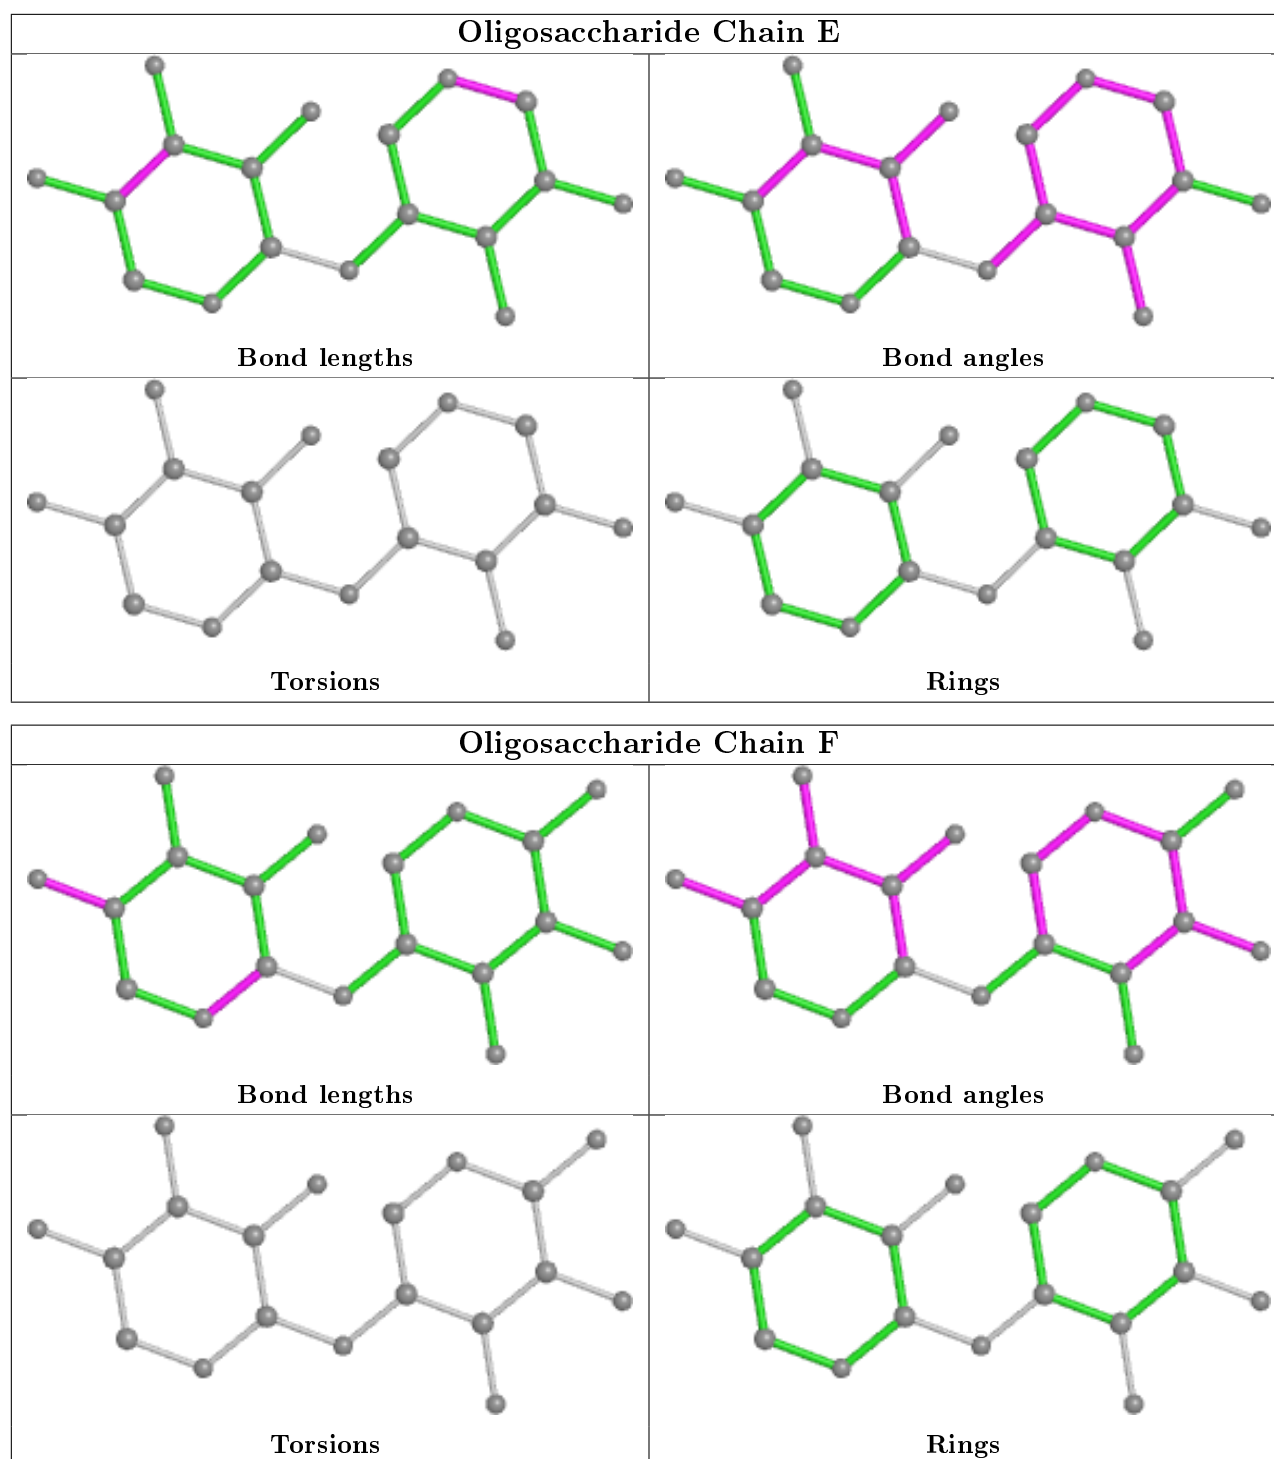 Oligosaccharide Chain E
Bond lengths
Bond angles
Torsions
Rings
Oligosaccharide Chain F
Bond lengths
Bond angles
Torsions
Rings